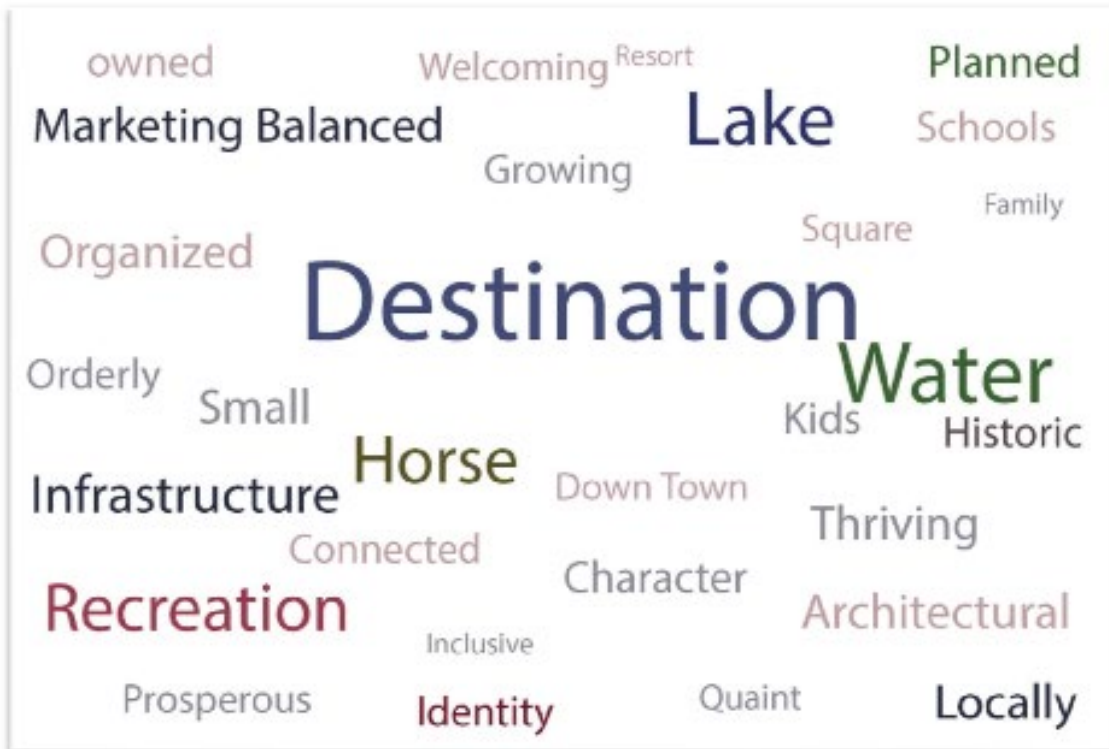 owned
Welcoming
Resort
Planned
Marketing Balanced
Lake
Schools
Growing
Family
Square
Organized
Destination
Water
Orderly
Small
Kids
Historic
Horse
Infrastructure
Down Town
Thriving
Connected
Character
Recreation
Architectural
Inclusive
Prosperous
Identity
Quaint
Locally